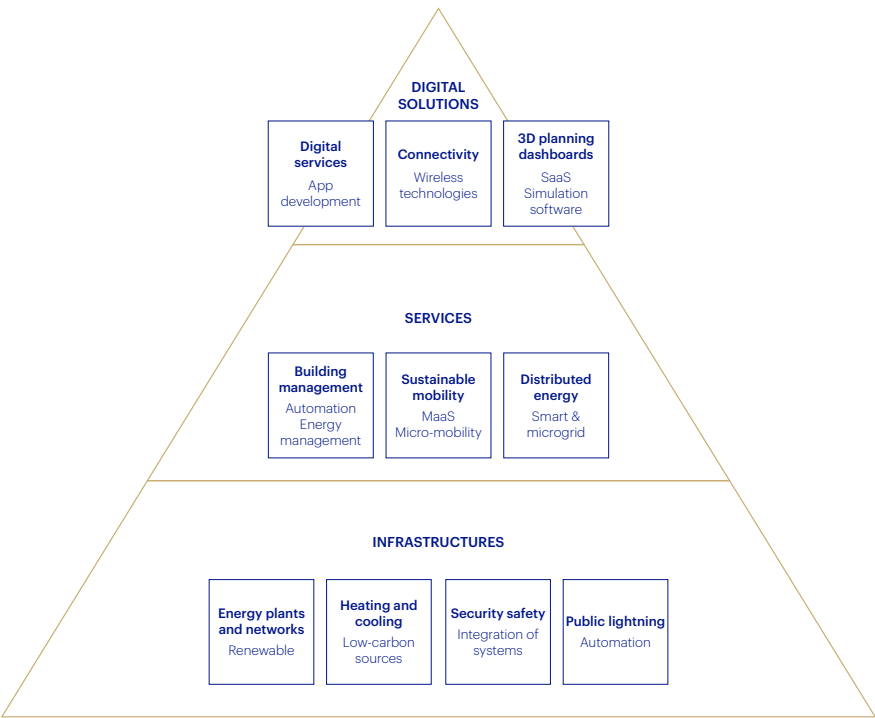 DIGITAL
SOLUTIONS
Digital
services
App
development
Connectivity
Wireless
technologies
3D planning
dashboards
SaaS
Simulation
software
SERVICES
Building
management
Automation
Energy
management
Sustainable
mobility
MaaS
Micro-mobility
Distributed
energy
Smart &
microgrid
INFRASTRUCTURES
Energy plants
and networks
Renewable
Heating and
cooling
Low-carbon
sources
Security safety
Integration of
systems
Public lightning
Automation